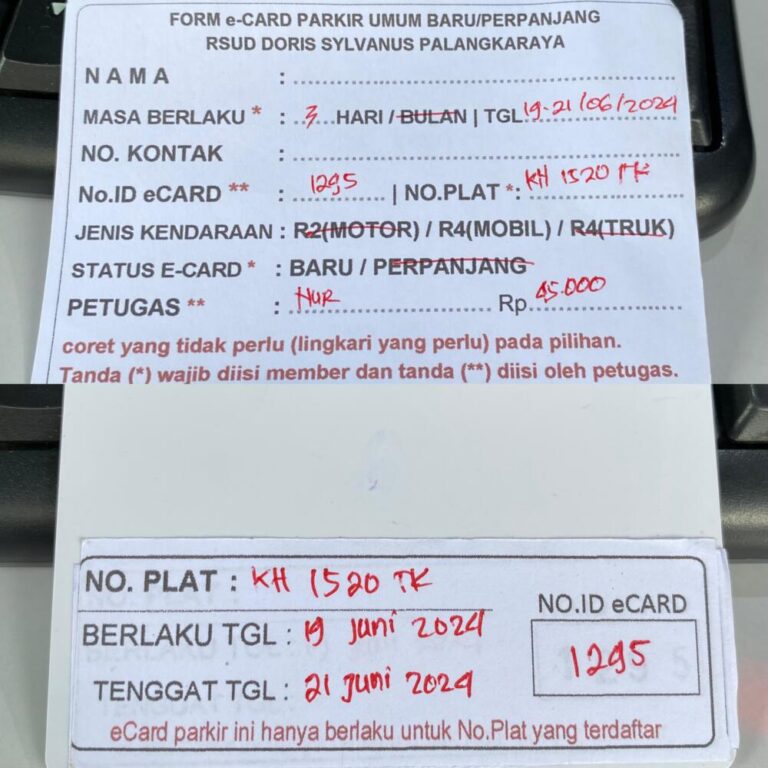 FORM e-CARD PARKIR UMUM BARU/PERPANJANG
RSUD DORIS SYLVANUS PALANGKARAYA
NAMA :
MASA BERLAKU * : 3 HARI / BULAN | TGL 19-21/06/2024
NO. KONTAK :
No.ID eCARD ** : 1295 | NO.PLAT *: KH 1520 TK
JENIS KENDARAAN : R2(MOTOR) / R4(MOBIL) / R4(TRUK)
STATUS E-CARD * : BARU / PERPANJANG
PETUGAS ** : NUR Rp 45.000
coret yang tidak perlu (lingkari yang perlu) pada pilihan.
Tanda (*) wajib diisi member dan tanda (**) diisi oleh petugas.
NO. PLAT : KH 1520 TK
BERLAKU TGL : 19 juni 2024
TENGGAT TGL : 21 juni 2024
NO.ID eCARD
1295
eCard parkir ini hanya berlaku untuk No.Plat yang terdaftar